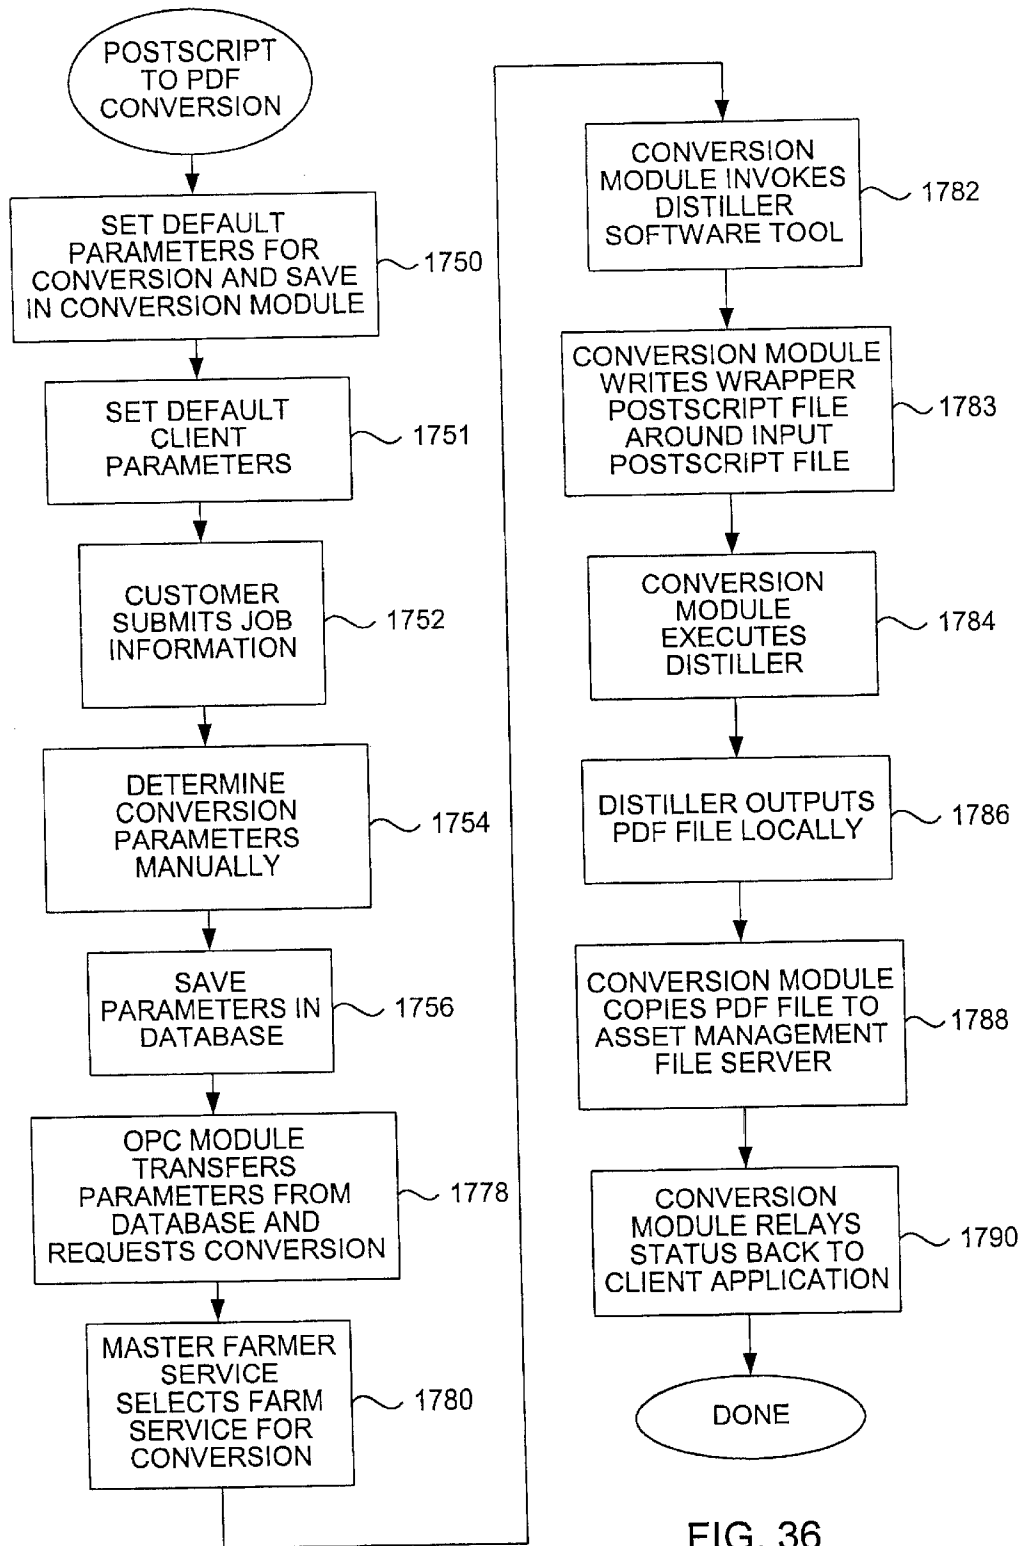 POSTSCRIPT
TO PDF
CONVERSION
SET DEFAULT
PARAMETERS FOR
CONVERSION AND SAVE
IN CONVERSION MODULE
1750
SET DEFAULT
CLIENT
PARAMETERS
1751
CUSTOMER
SUBMITS JOB
INFORMATION
1752
DETERMINE
CONVERSION
PARAMETERS
MANUALLY
1754
SAVE
PARAMETERS IN
DATABASE
1756
OPC MODULE
TRANSFERS
PARAMETERS FROM
DATABASE AND
REQUESTS CONVERSION
1778
MASTER FARMER
SERVICE
SELECTS FARM
SERVICE FOR
CONVERSION
1780
CONVERSION
MODULE INVOKES
DISTILLER
SOFTWARE TOOL
1782
CONVERSION MODULE
WRITES WRAPPER
POSTSCRIPT FILE
AROUND INPUT
POSTSCRIPT FILE
1783
CONVERSION
MODULE
EXECUTES
DISTILLER
1784
DISTILLER OUTPUTS
PDF FILE LOCALLY
1786
CONVERSION MODULE
COPIES PDF FILE TO
ASSET MANAGEMENT
FILE SERVER
1788
CONVERSION
MODULE RELAYS
STATUS BACK TO
CLIENT APPLICATION
1790
DONE
FIG. 36